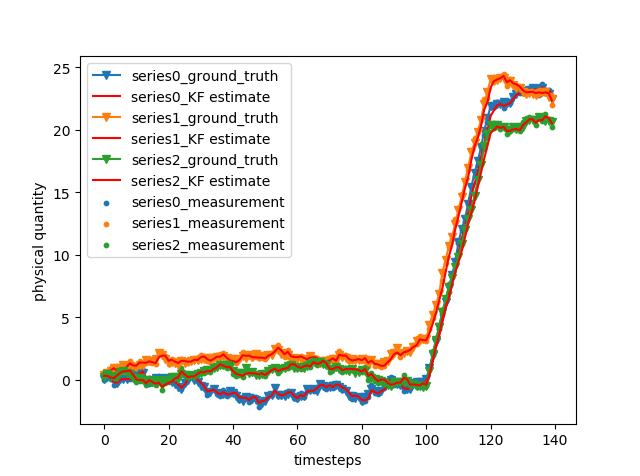 25
20
15
10
5
0
physical quantity
series0_ground_truth
series0_KF estimate
series1_ground_truth
series1_KF estimate
series2_ground_truth
series2_KF estimate
series0_measurement
series1_measurement
series2_measurement
0 20 40 60 80 100 120 140
timesteps